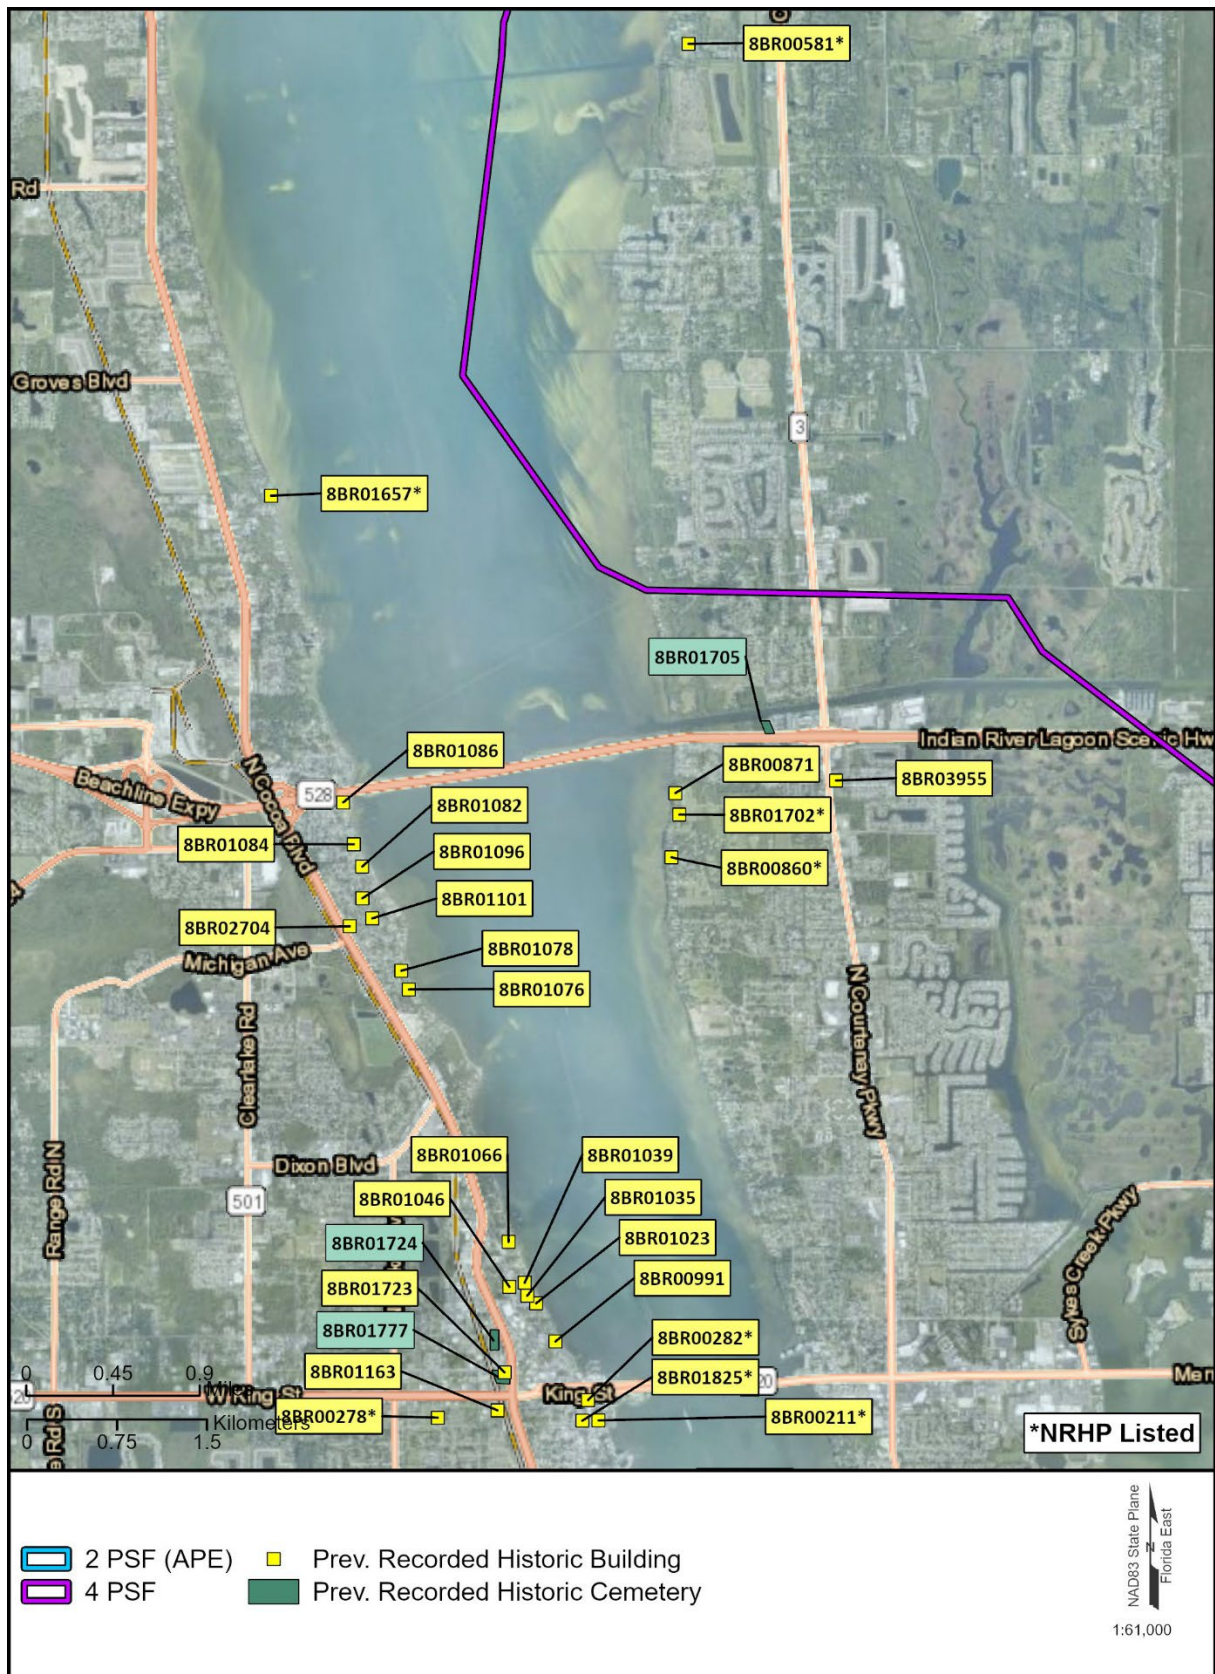 8BR00581*
Rd
Groves Blvd
3
8BR01657*
8BR01705
Indian River Lagoon Scenic Hw
8BR01086
8BR00871
8BR03955
Beachline Expy
N Cocoa Blvd
528
8BR01082
8BR01702*
8BR01084
8BR01096
8BR00860*
8BR01101
8BR02704
8BR01078
Michigan Ave
8BR01076
Clearlake Rd
N Courtenay Pkwy
8BR01066
8BR01039
Dixon Blvd
8BR01046
8BR01035
501
Range Rd N
8BR01724
8BR01023
Sykes Creek Pkwy
8BR01723
8BR00991
8BR01777
8BR00282*
8BR01163
8BR01825*
0 0.45 0.9
Miles
W King St
King St
20
Men
8BR00278*
8BR00211*
Kilometers
0 0.75 1.5
*NRHP Listed
2 PSF (APE)
Prev. Recorded Historic Building
4 PSF
Prev. Recorded Historic Cemetery
NAD83 State Plane
Florida East
N
1:61,000